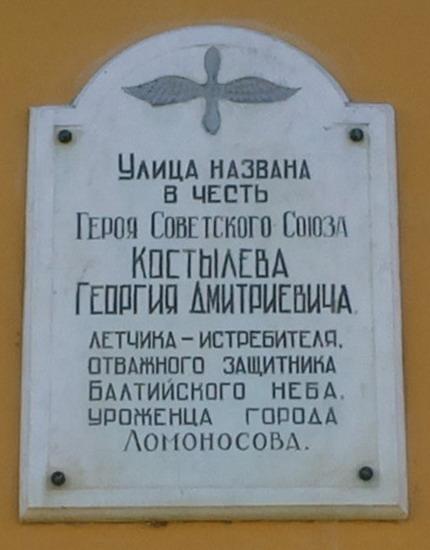 Улица названа
в честь
Героя Советского Союза
Костылева
Георгия Дмитриевича,
летчика – истребителя,
отважного защитника
Балтийского неба,
уроженца города
Ломоносова.